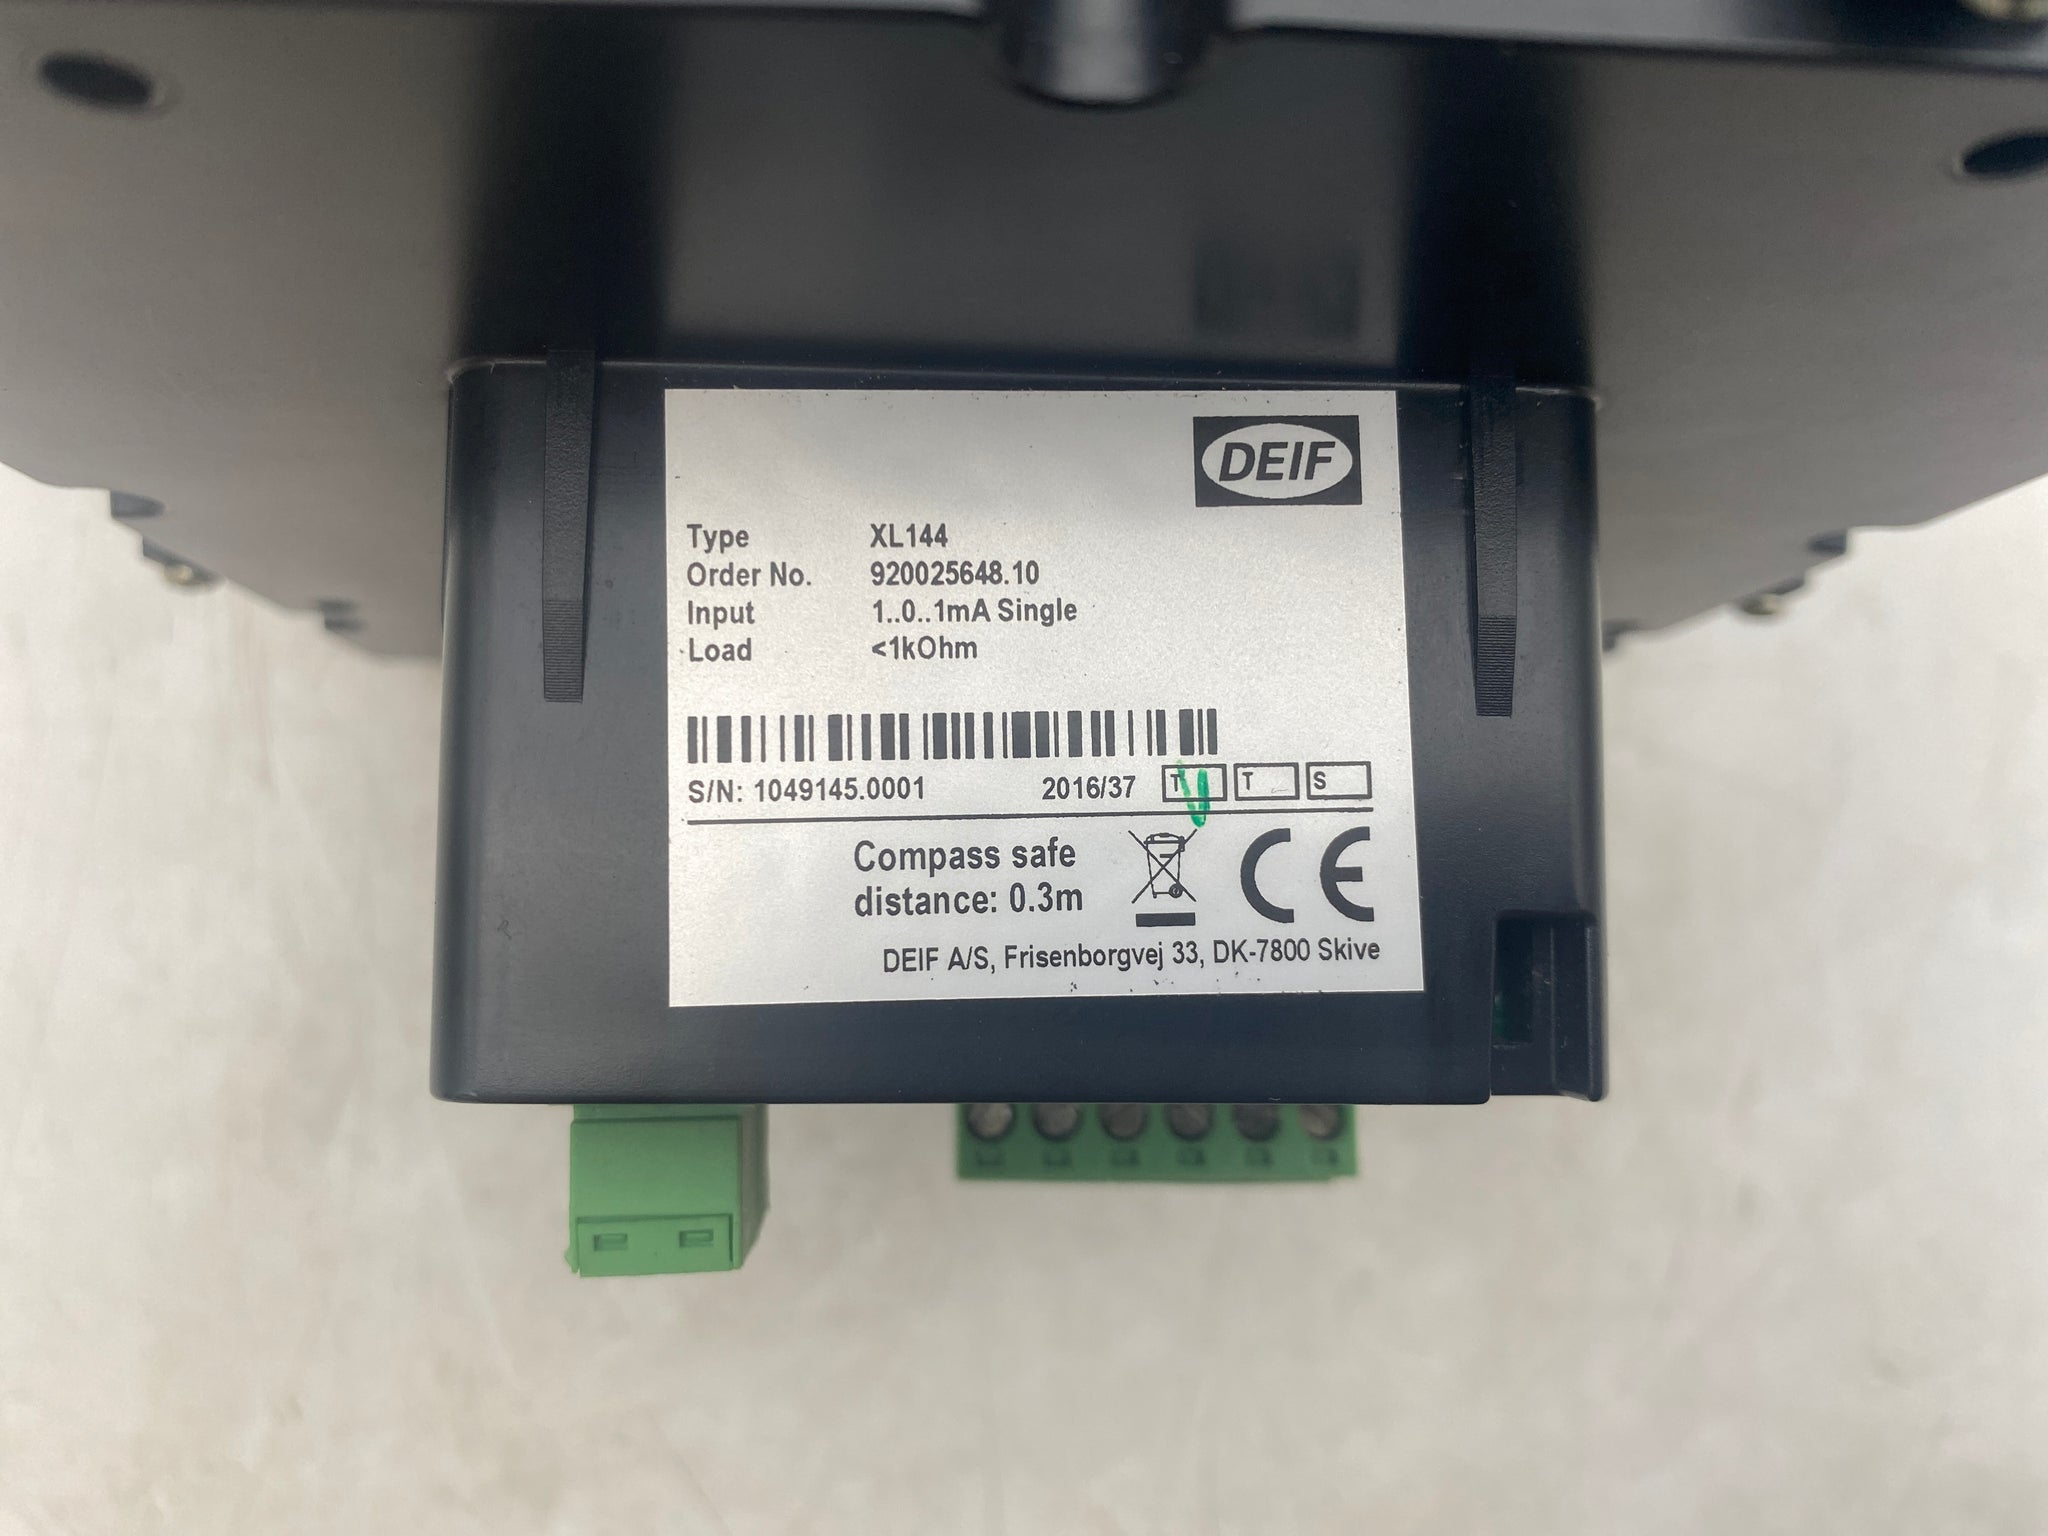 DEIF
Type XL144
Order No. 920025648.10
Input 1..0..1mA Single
Load <1kOhm
S/N: 1049145.0001 2016/37 T T S
Compass safe
distance: 0.3m
CE
DEIF A/S, Frisenborgvej 33, DK-7800 Skive